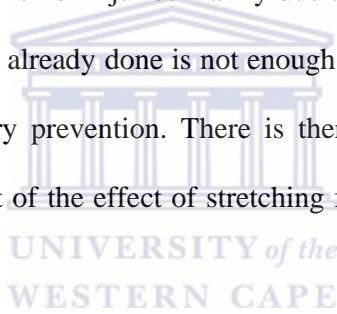 already done is not enough
ry prevention. There is ther
t of the effect of stretching
UNIVERSITY of the
WESTERN CAPE